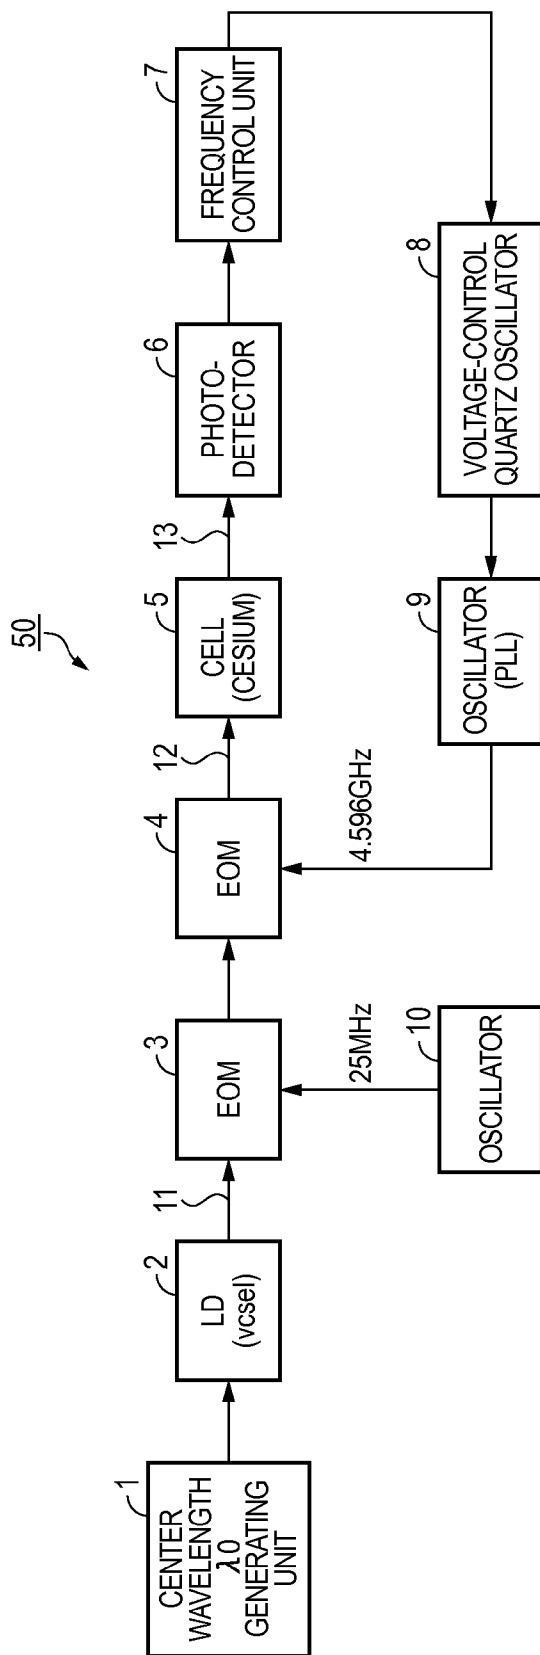 50
1
CENTER
WAVELENGTH
λ0
GENERATING
UNIT
2
LD
(vcsel)
11
3
EOM
4
EOM
12
5
CELL
(CESIUM)
13
6
PHOTO-
DETECTOR
7
FREQUENCY
CONTROL UNIT
25MHz
10
OSCILLATOR
4.596GHz
9
OSCILLATOR
(PLL)
8
VOLTAGE-CONTROL
QUARTZ OSCILLATOR